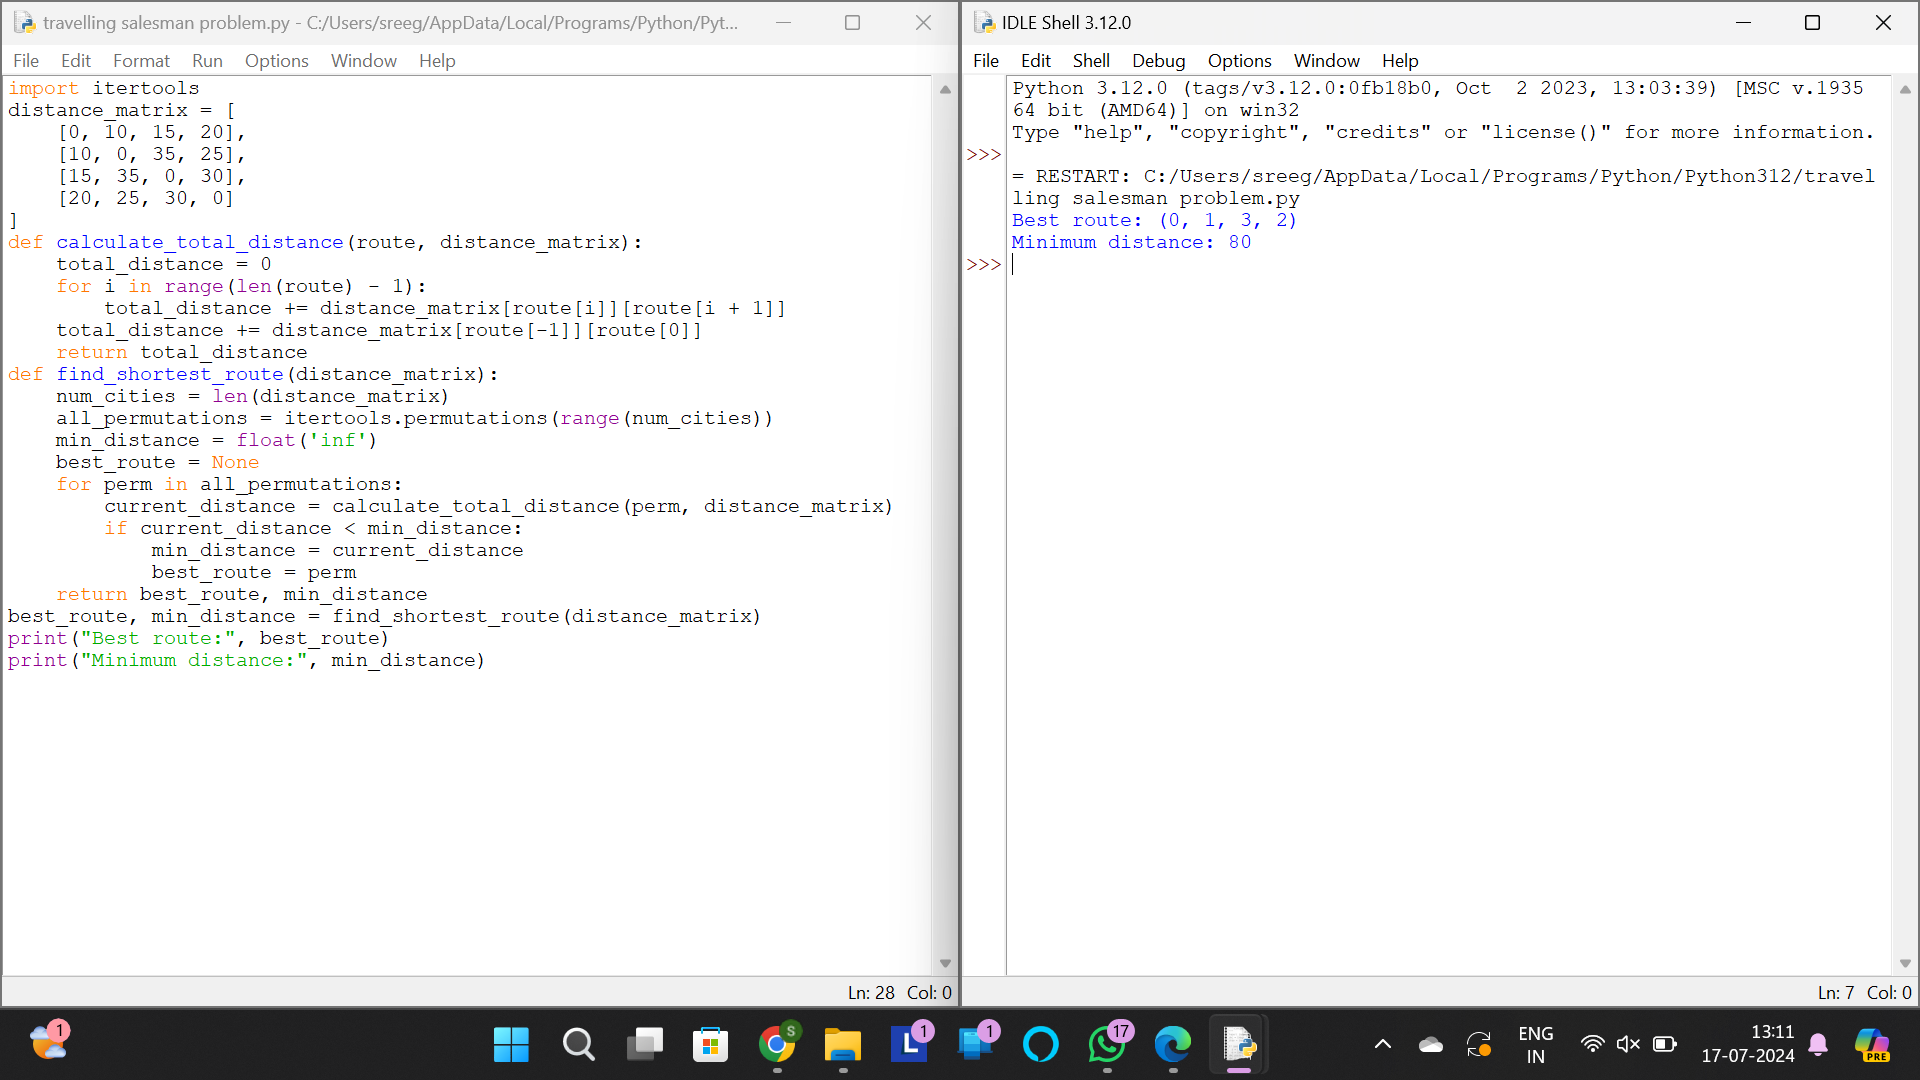 travelling salesman problem.py - C:/Users/sreeg/AppData/Local/Programs/Python/Pyt...
File Edit Format Run Options Window Help
import itertools
distance_matrix = [
    [0, 10, 15, 20],
    [10, 0, 35, 25],
    [15, 35, 0, 30],
    [20, 25, 30, 0]
]
def calculate_total_distance(route, distance_matrix):
    total_distance = 0
    for i in range(len(route) - 1):
        total_distance += distance_matrix[route[i]][route[i + 1]]
    total_distance += distance_matrix[route[-1]][route[0]]
    return total_distance
def find_shortest_route(distance_matrix):
    num_cities = len(distance_matrix)
    all_permutations = itertools.permutations(range(num_cities))
    min_distance = float('inf')
    best_route = None
    for perm in all_permutations:
        current_distance = calculate_total_distance(perm, distance_matrix)
        if current_distance < min_distance:
            min_distance = current_distance
            best_route = perm
    return best_route, min_distance
best_route, min_distance = find_shortest_route(distance_matrix)
print("Best route:", best_route)
print("Minimum distance:", min_distance)
Ln: 28 Col: 0
IDLE Shell 3.12.0
File Edit Shell Debug Options Window Help
Python 3.12.0 (tags/v3.12.0:0fb18b0, Oct  2 2023, 13:03:39) [MSC v.1935
64 bit (AMD64)] on win32
Type "help", "copyright", "credits" or "license()" for more information.
>>>
= RESTART: C:/Users/sreeg/AppData/Local/Programs/Python/Python312/travel
ling salesman problem.py
Best route: (0, 1, 3, 2)
Minimum distance: 80
>>>
Ln: 7 Col: 0
1
S
L 1
1
17
ENG
IN
13:11
17-07-2024
PRE